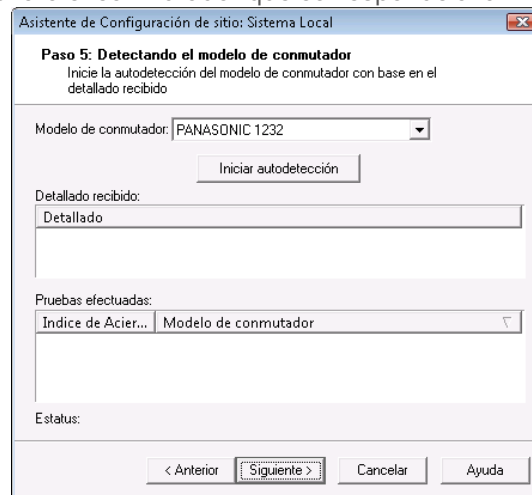 Asistente de Configuración de sitio: Sistema Local
Paso 5: Detectando el modelo de conmutador
Inicie la autodetección del modelo de conmutador con base en el
detallado recibido
Modelo de conmutador: PANASONIC 1232
Iniciar autodetección
Detallado recibido:
Detallado
Pruebas efectuadas:
Indice de Acier... Modelo de conmutador
Estatus:
< Anterior Siguiente > Cancelar Ayuda